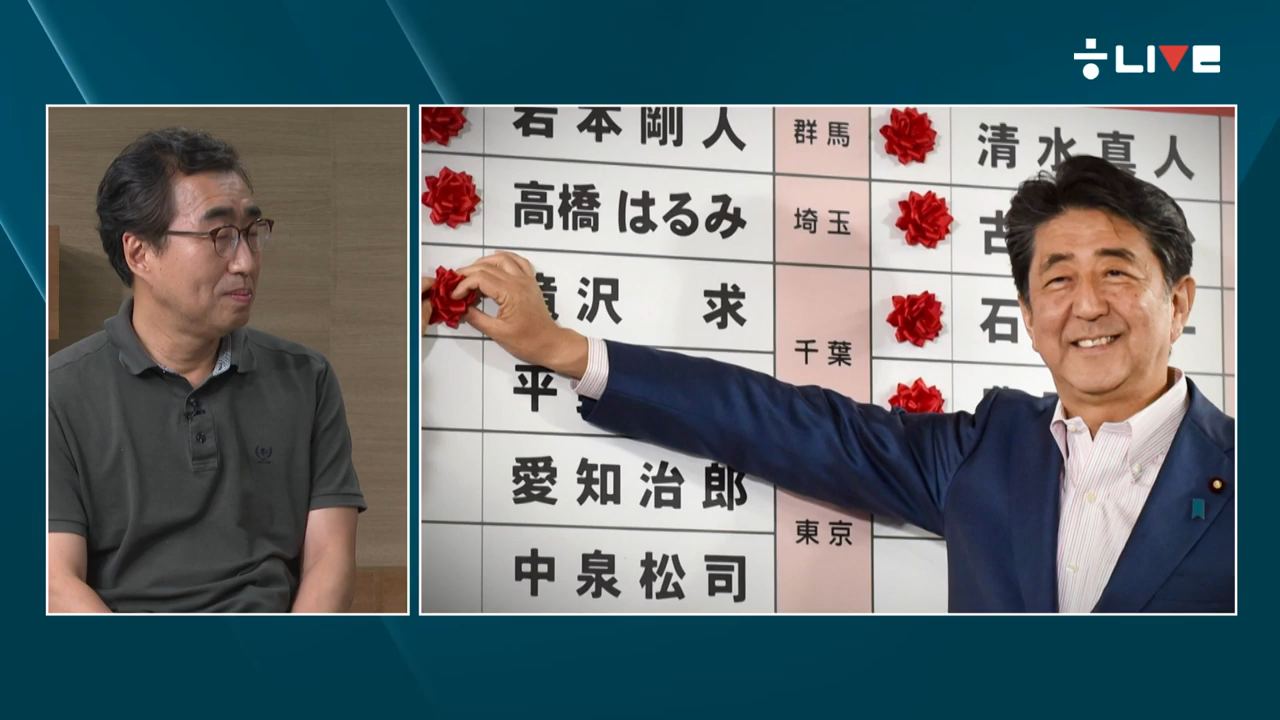 LIVE
岩本剛人
高橋はるみ
沢 求
平
愛知治郎
中泉松司
群馬
埼玉
千葉
東京
清水真人
古
石